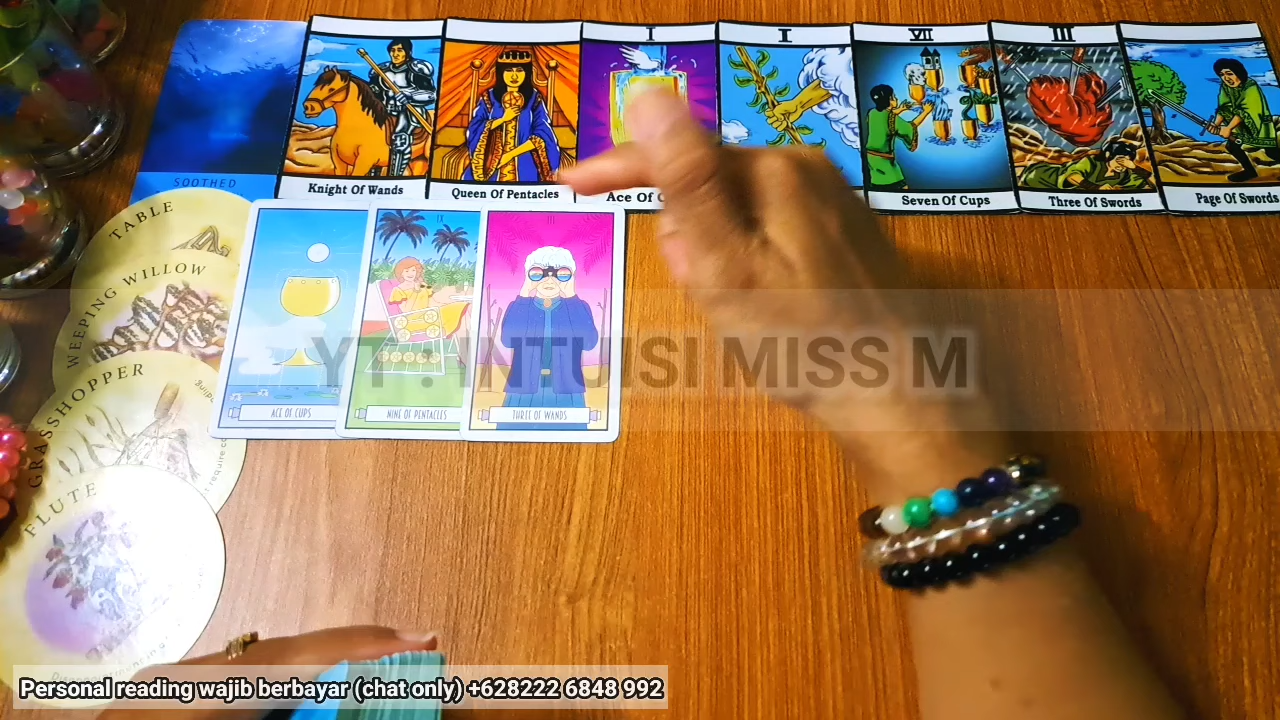 I
I
VII
III
SOOTHED
Knight Of Wands
Queen Of Pentacles
Ace Of
Seven Of Cups
Three Of Swords
Page Of Swords
TABLE
WEEPING WILLOW
GRASSHOPPER
FLUTE
IX
III
ACE OF CUPS
NINE OF PENTACLES
THREE OF WANDS
YT : INTUISI MISS M
Personal reading wajib berbayar (chat only) +628222 6848 992